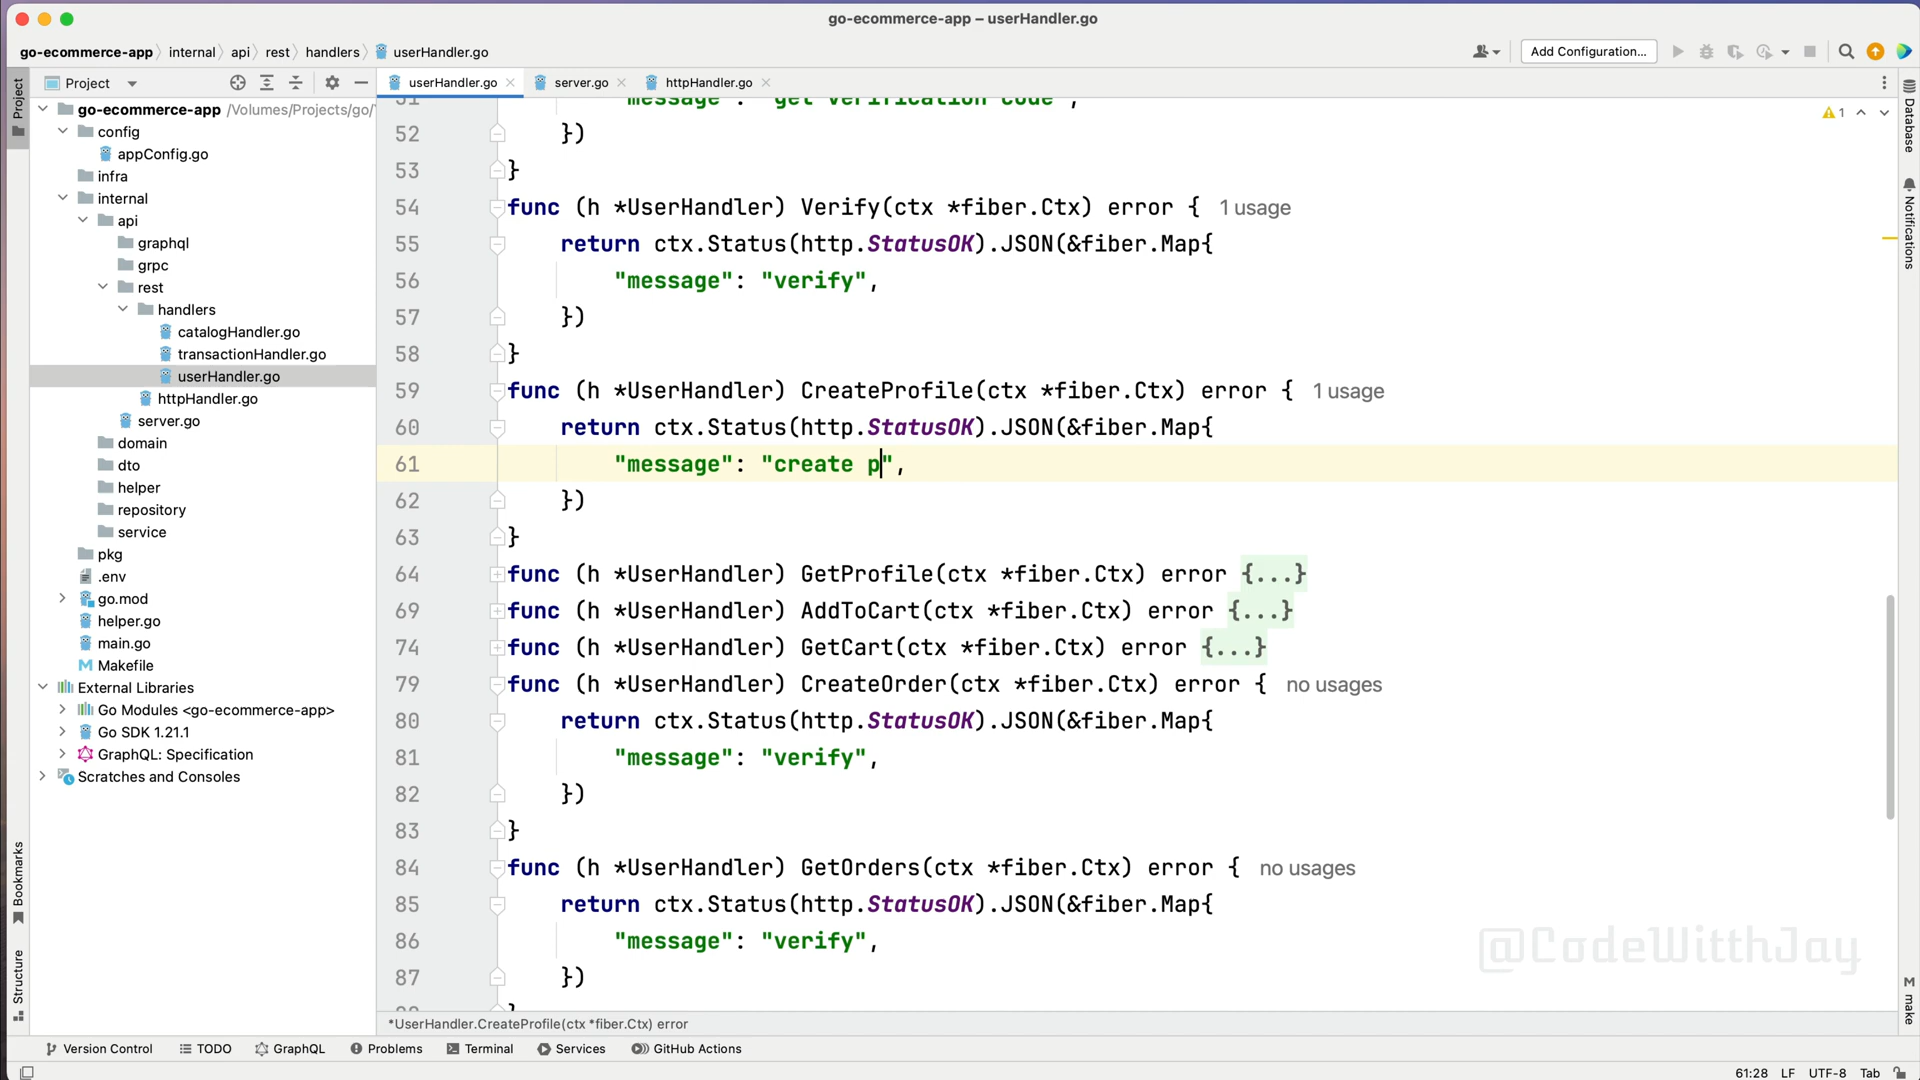 go-ecommerce-app – userHandler.go
go-ecommerce-app internal api rest handlers userHandler.go
Add Configuration...
Project
userHandler.go server.go httpHandler.go
go-ecommerce-app /Volumes/Projects/go/
config
appConfig.go
infra
internal
api
graphql
grpc
rest
handlers
catalogHandler.go
transactionHandler.go
userHandler.go
httpHandler.go
server.go
domain
dto
helper
repository
service
pkg
.env
go.mod
helper.go
main.go
Makefile
External Libraries
Go Modules <go-ecommerce-app>
Go SDK 1.21.1
GraphQL: Specification
Scratches and Consoles
Project
Bookmarks
Structure
51 "message": "get verification code",
52 })
53 }
54 func (h *UserHandler) Verify(ctx *fiber.Ctx) error { 1 usage
55 return ctx.Status(http.StatusOK).JSON(&fiber.Map{
56 "message": "verify",
57 })
58 }
59 func (h *UserHandler) CreateProfile(ctx *fiber.Ctx) error { 1 usage
60 return ctx.Status(http.StatusOK).JSON(&fiber.Map{
61 "message": "create p",
62 })
63 }
64 func (h *UserHandler) GetProfile(ctx *fiber.Ctx) error {...}
69 func (h *UserHandler) AddToCart(ctx *fiber.Ctx) error {...}
74 func (h *UserHandler) GetCart(ctx *fiber.Ctx) error {...}
79 func (h *UserHandler) CreateOrder(ctx *fiber.Ctx) error { no usages
80 return ctx.Status(http.StatusOK).JSON(&fiber.Map{
81 "message": "verify",
82 })
83 }
84 func (h *UserHandler) GetOrders(ctx *fiber.Ctx) error { no usages
85 return ctx.Status(http.StatusOK).JSON(&fiber.Map{
86 "message": "verify",
87 })
1
Database
Notifications
make
@CodeWitthJay
*UserHandler.CreateProfile(ctx *fiber.Ctx) error
Version Control TODO GraphQL Problems Terminal Services GitHub Actions
61:28 LF UTF-8 Tab